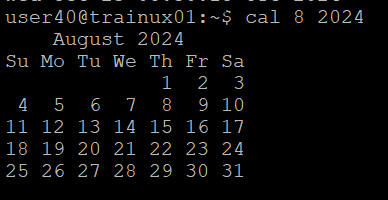 user40@trainux01:~$ cal 8 2024
    August 2024
Su Mo Tu We Th Fr Sa
             1  2  3
 4  5  6  7  8  9 10
11 12 13 14 15 16 17
18 19 20 21 22 23 24
25 26 27 28 29 30 31